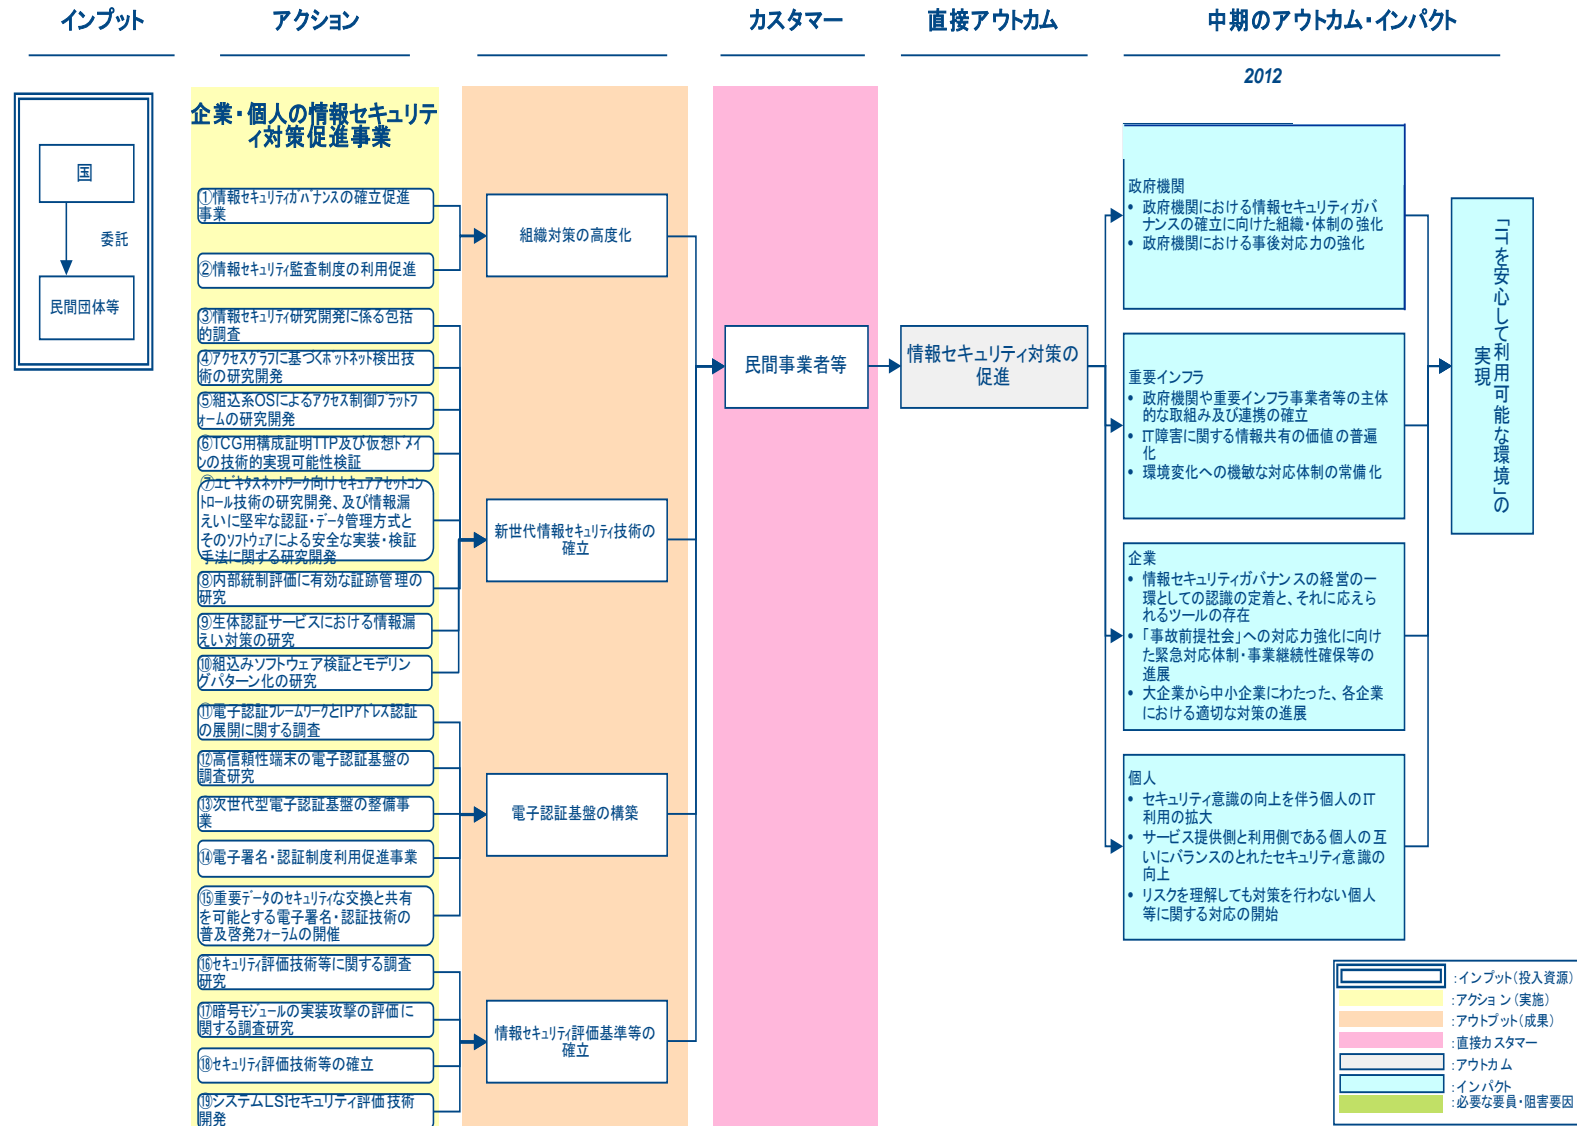 インプット
アクション
カスタマー
直接アウトカム
中期のアウトカム・インパクト
2012
国
委託
民間団体等
企業・個人の情報セキュリテ
ィ対策促進事業
①情報ｾｷｭﾘﾃｨｶﾞﾊﾞﾅﾝｽの確立促進
事業
②情報ｾｷｭﾘﾃｨ監査制度の利用促進
③情報ｾｷｭﾘﾃｨ研究開発に係る包括
的調査
④ｱｸｾｽｸﾞﾗﾌに基づくﾎﾞｯﾄﾈｯﾄ検出技
術の研究開発
⑤組込系OSによるｱｸｾｽ制御ﾌﾟﾗｯﾄﾌ
ｫｰﾑの研究開発
⑥TCG用構成証明TTP及び仮想ﾄﾞﾒｲ
ﾝの技術的実現可能性検証
⑦ﾕﾋﾞｷﾀｽﾈｯﾄﾜｰｸ向けｾｷｭｱｱｾｯﾄｺﾝ
ﾄﾛｰﾙ技術の研究開発、及び情報漏
えいに堅牢な認証・ﾃﾞｰﾀ管理方式と
そのｿﾌﾄｳｪｱによる安全な実装・検証
手法に関する研究開発
⑧内部統制評価に有効な証跡管理の
研究
⑨生体認証サービスにおける情報漏
えい対策の研究
⑩組込みソフトウェア検証とモデリン
グパターン化の研究
⑪電子認証ﾌﾚｰﾑﾜｰｸとIPｱﾄﾞﾚｽ認証
の展開に関する調査
⑫高信頼性端末の電子認証基盤の
調査研究
⑬次世代型電子認証基盤の整備事
業
⑭電子署名・認証制度利用促進事業
⑮重要ﾃﾞｰﾀのｾｷｭﾘﾃｨな交換と共有
を可能とする電子署名・認証技術の
普及啓発ﾌｫｰﾗﾑの開催
⑯ｾｷｭﾘﾃｨ評価技術等に関する調査
研究
⑰暗号ﾓｼﾞｭｰﾙの実装攻撃の評価に
関する調査研究
⑱ｾｷｭﾘﾃｨ評価技術等の確立
⑲システムLSIセキュリティ評価技術
開発
組織対策の高度化
新世代情報ｾｷｭﾘﾃｨ技術の
確立
電子認証基盤の構築
情報ｾｷｭﾘﾃｨ評価基準等の
確立
民間事業者等
情報セキュリティ対策の
促進
政府機関
• 政府機関における情報セキュリティガバ
ナンスの確立に向けた組織・体制の強化
• 政府機関における事後対応力の強化
重要インフラ
• 政府機関や重要インフラ事業者等の主体
的な取組み及び連携の確立
• IT障害に関する情報共有の価値の普遍
化
• 環境変化への機敏な対応体制の常備化
企業
• 情報セキュリティガバナンスの経営の一
環としての認識の定着と、それに応えら
れるツールの存在
• 「事故前提社会」への対応力強化に向け
た緊急対応体制・事業継続性確保等の
進展
• 大企業から中小企業にわたった、各企業
における適切な対策の進展
個人
• セキュリティ意識の向上を伴う個人のIT
利用の拡大
• サービス提供側と利用側である個人の互
いにバランスのとれたセキュリティ意識の
向上
• リスクを理解しても対策を行わない個人
等に関する対応の開始
「ITを安心して利用可能な環境」の
実現
:インプット(投入資源)
:アクション(実施)
:アウトプット(成果)
:直接カスタマー
:アウトカム
:インパクト
:必要な要員・阻害要因